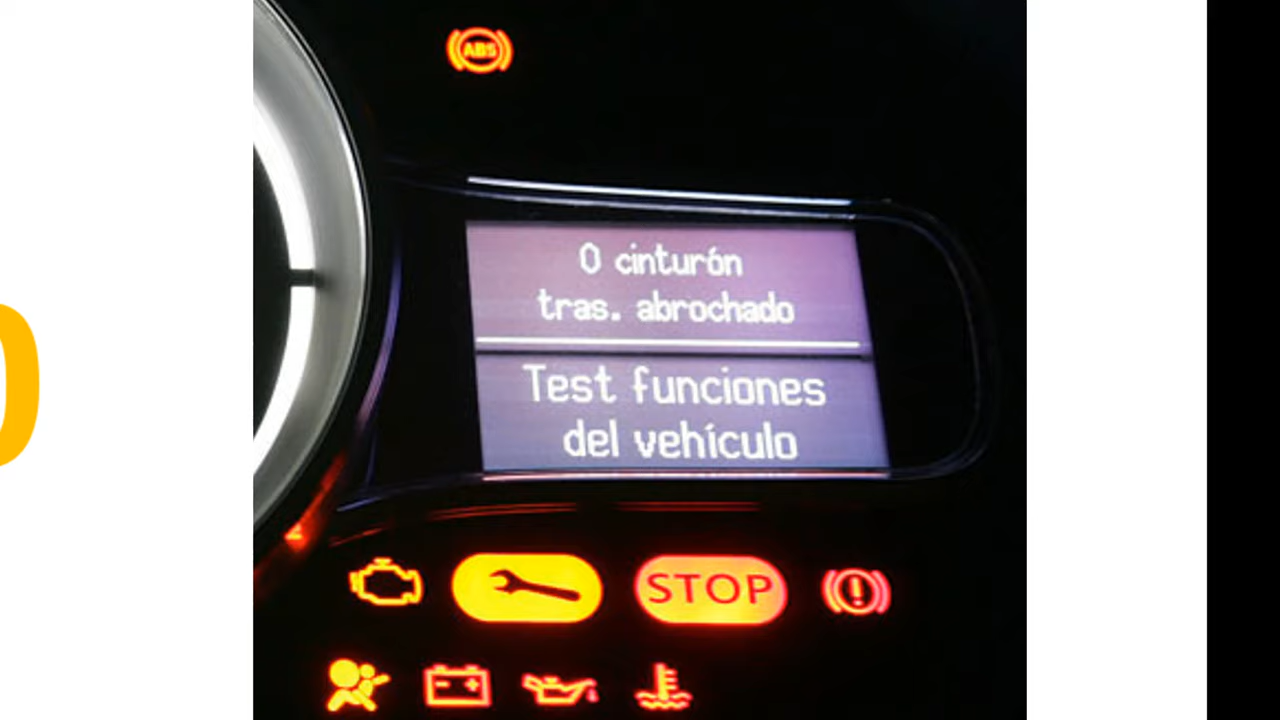 ABS
0 cinturón
tras. abrochado
Test funciones
del vehículo
STOP